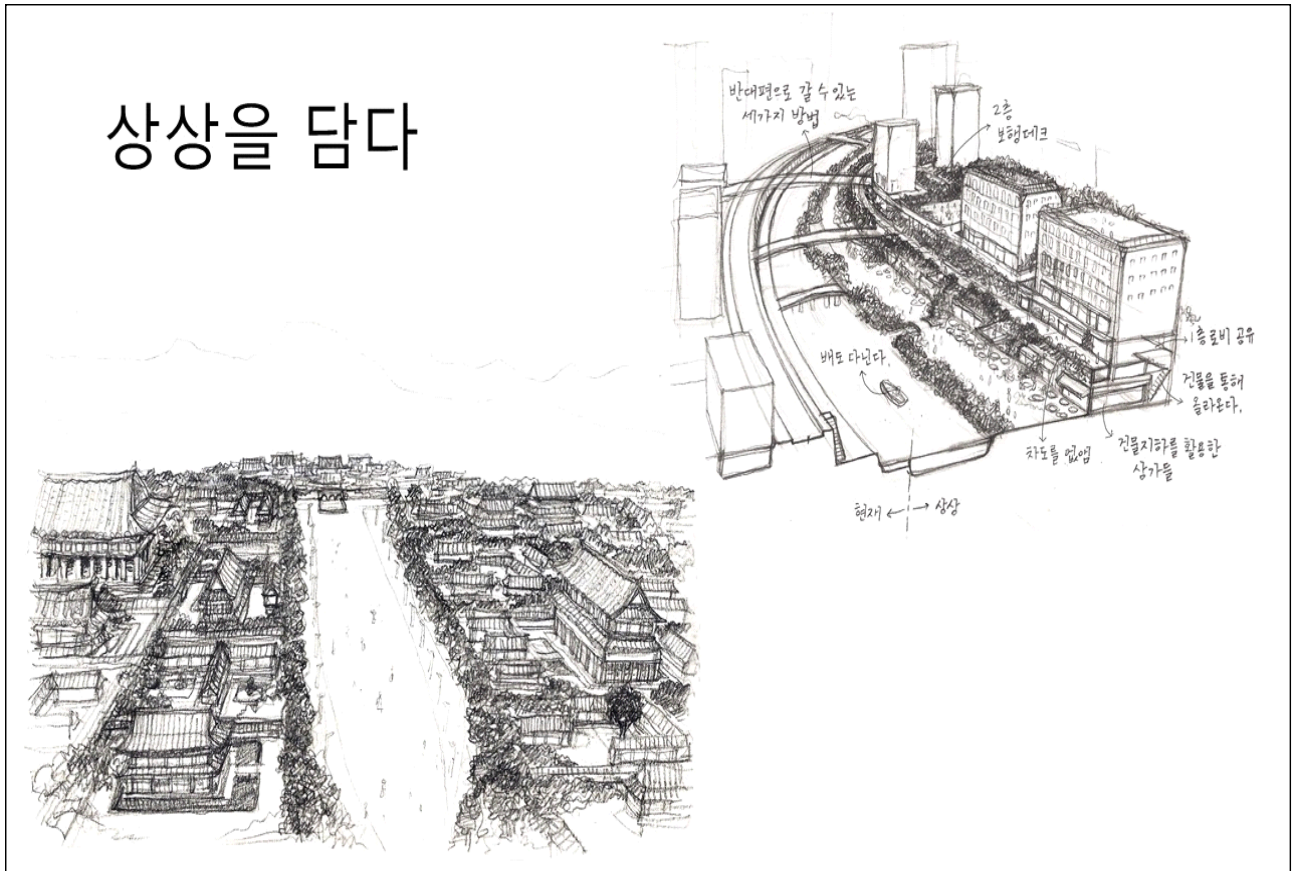 상상을 담다
반대편으로 갈 수 있는
세가지 방법
2층
보행데크
배도 다닌다.
1층로비 공유
건물을 통해
올라온다.
차도를 없앰
건물지하를 활용한
상가들
현재 ← → 상상